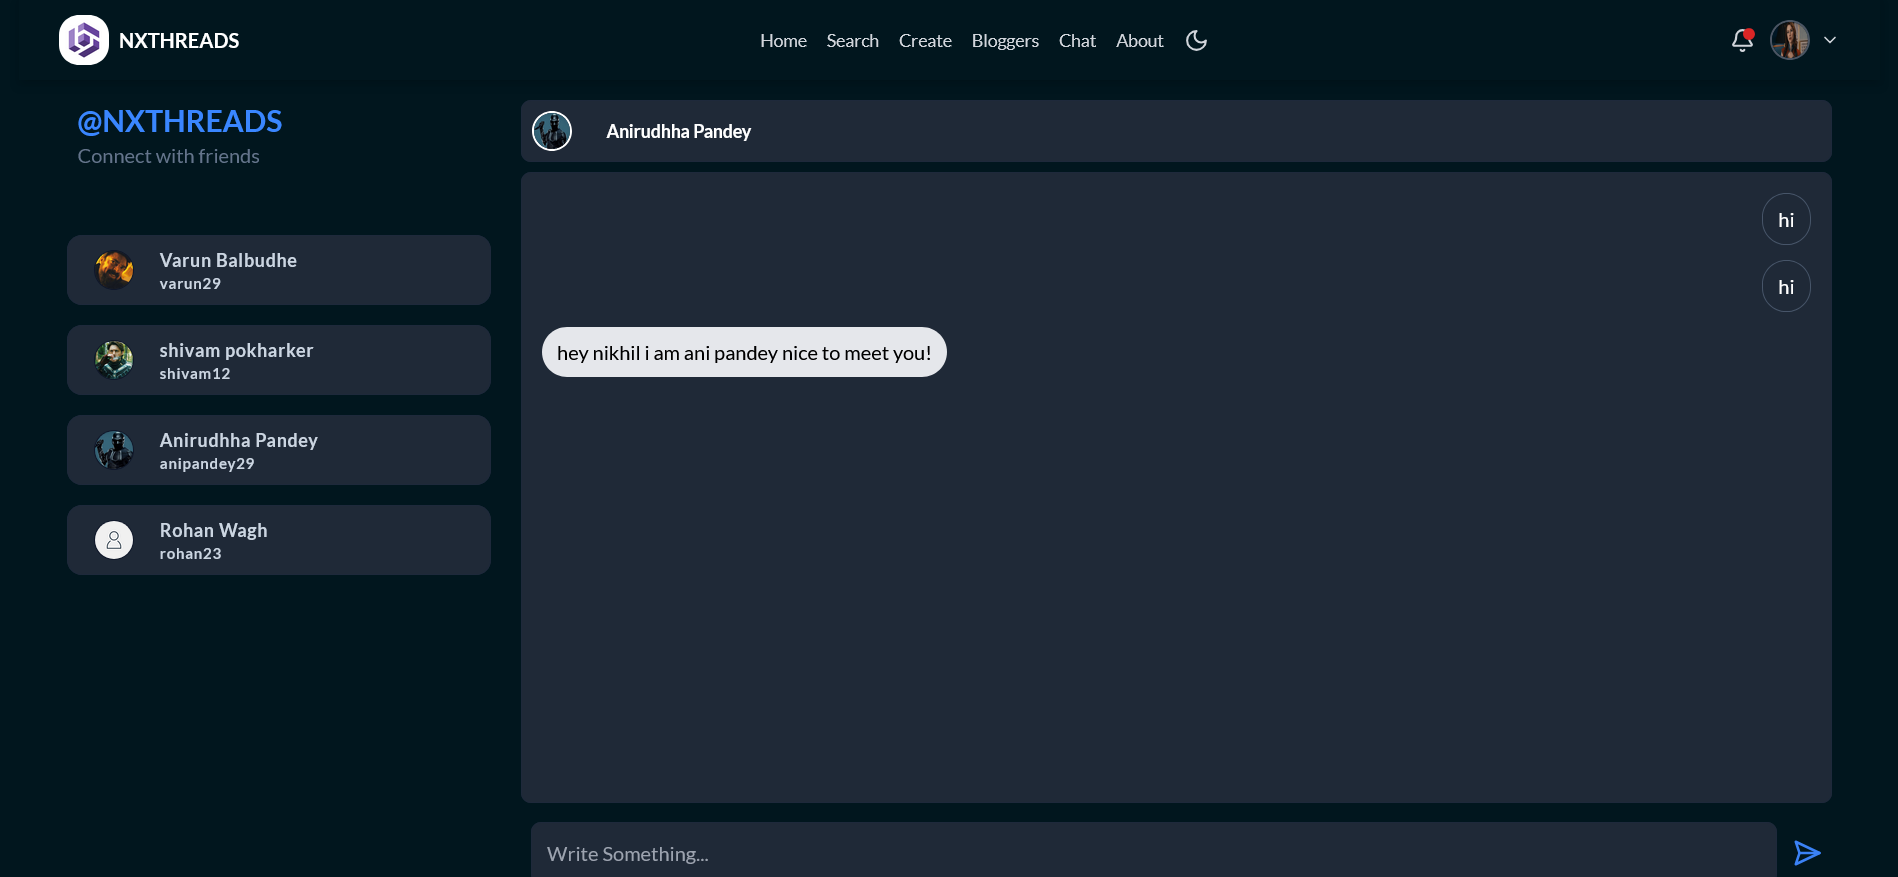 NXTHREADS
Home Search Create Bloggers Chat About
@NXTHREADS
Connect with friends
Varun Balbudhe
varun29
shivam pokharker
shivam12
Anirudhha Pandey
anipandey29
Rohan Wagh
rohan23
Anirudhha Pandey
hi
hi
hey nikhil i am ani pandey nice to meet you!
Write Something...